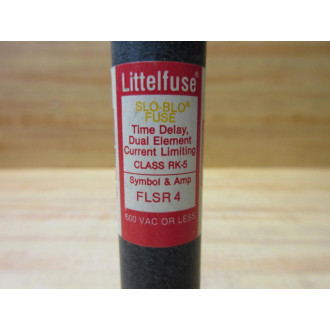 Littelfuse®
SLO-BLO®
FUSE
Time Delay,
Dual Element
Current Limiting
CLASS RK-5
Symbol & Amp
FLSR 4
600 VAC OR LESS